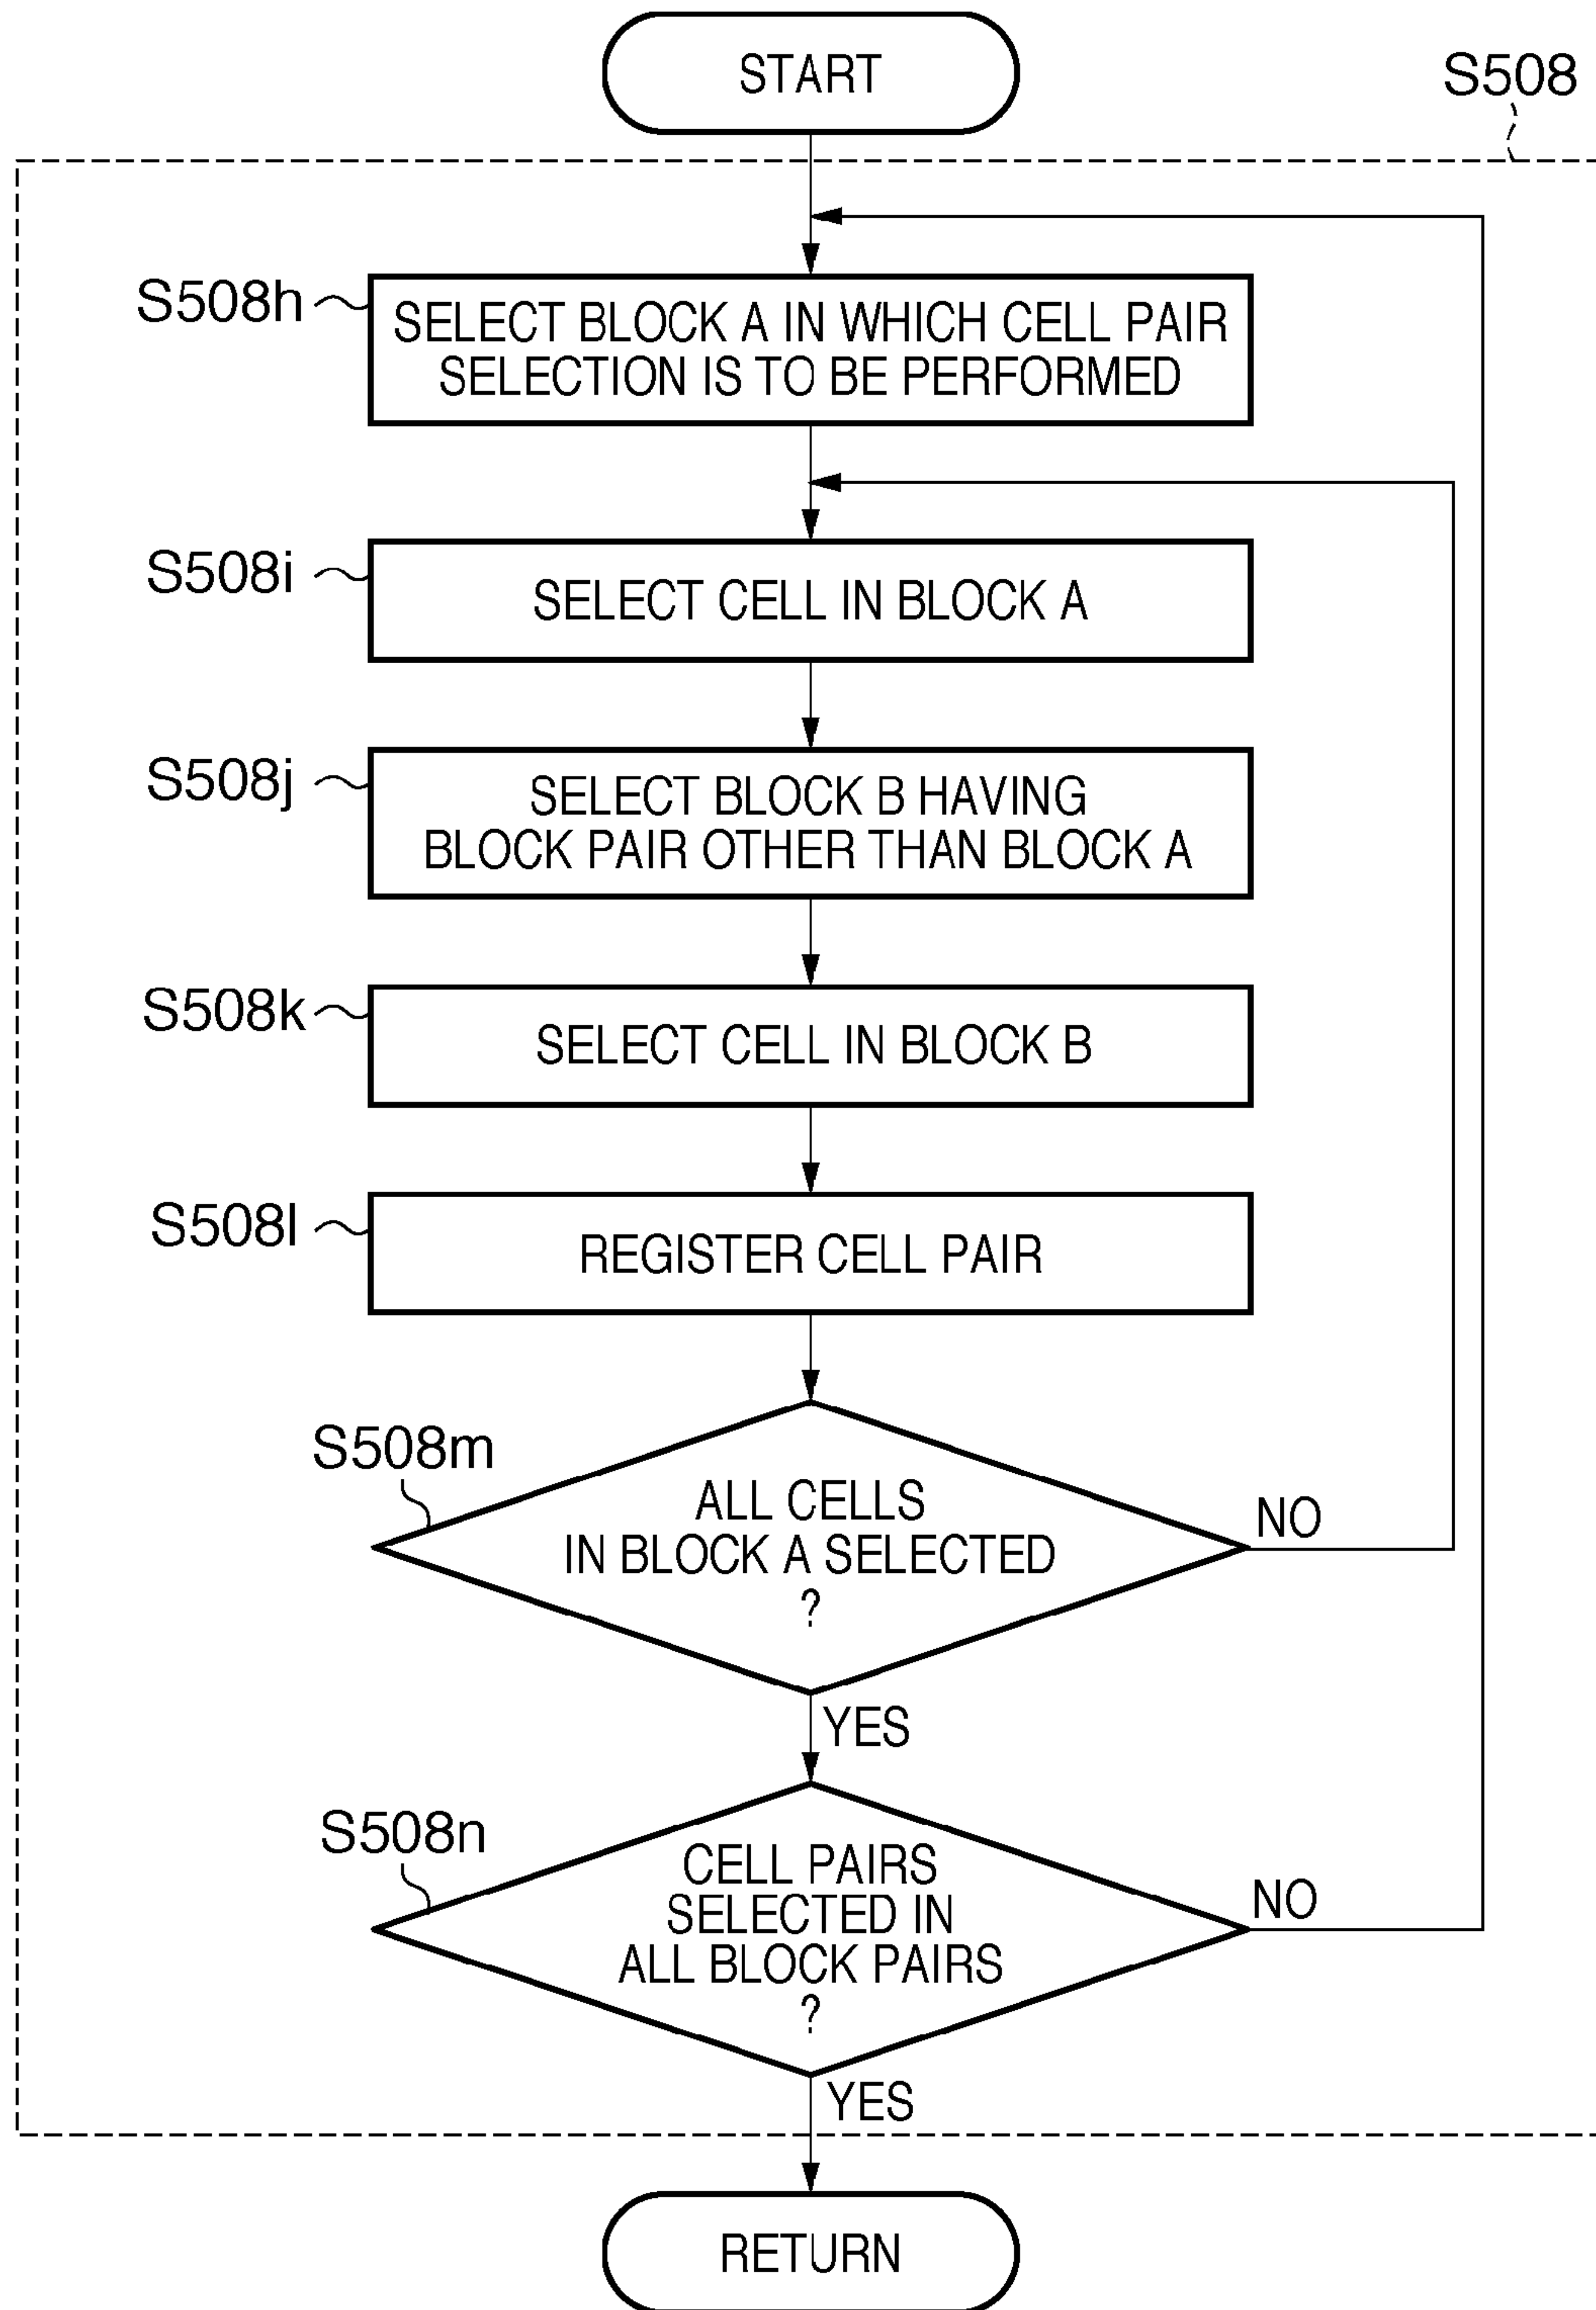 START
S508
S508h
SELECT BLOCK A IN WHICH CELL PAIR
SELECTION IS TO BE PERFORMED
S508i
SELECT CELL IN BLOCK A
S508j
SELECT BLOCK B HAVING
BLOCK PAIR OTHER THAN BLOCK A
S508k
SELECT CELL IN BLOCK B
S508l
REGISTER CELL PAIR
S508m
ALL CELLS
IN BLOCK A SELECTED
?
NO
YES
S508n
CELL PAIRS
SELECTED IN
ALL BLOCK PAIRS
?
NO
YES
RETURN